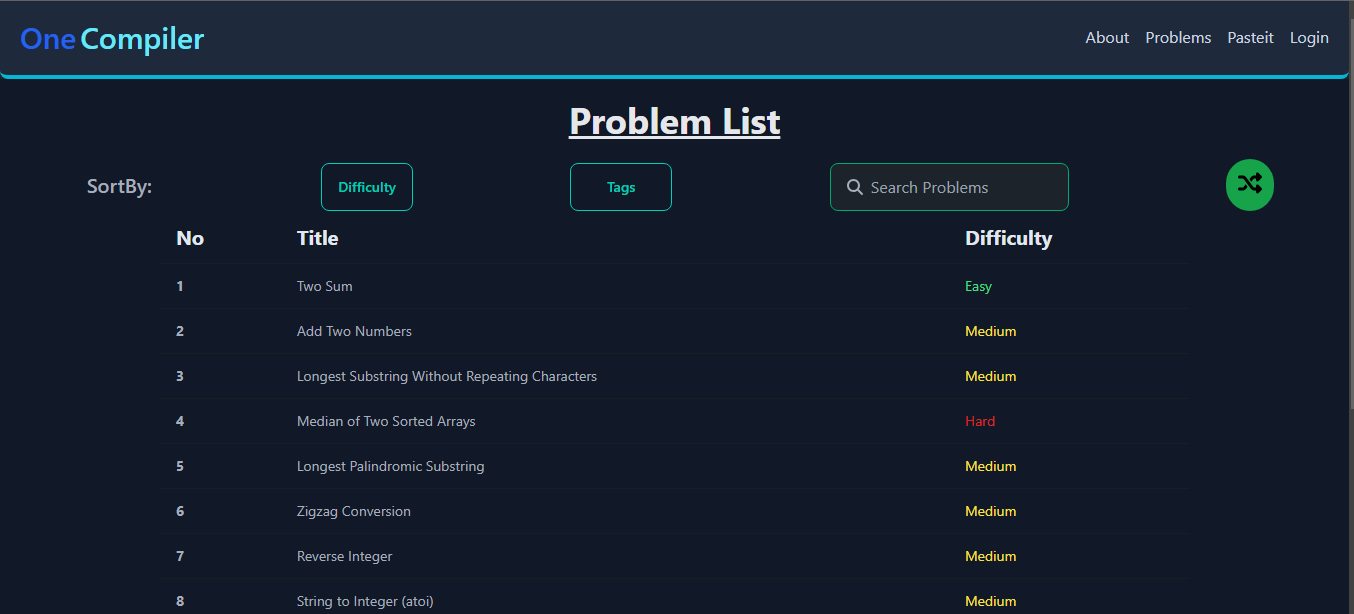 One Compiler About Problems Pasteit Login
Problem List
SortBy: Difficulty Tags Search Problems
No Title Difficulty
1 Two Sum Easy
2 Add Two Numbers Medium
3 Longest Substring Without Repeating Characters Medium
4 Median of Two Sorted Arrays Hard
5 Longest Palindromic Substring Medium
6 Zigzag Conversion Medium
7 Reverse Integer Medium
8 String to Integer (atoi) Medium